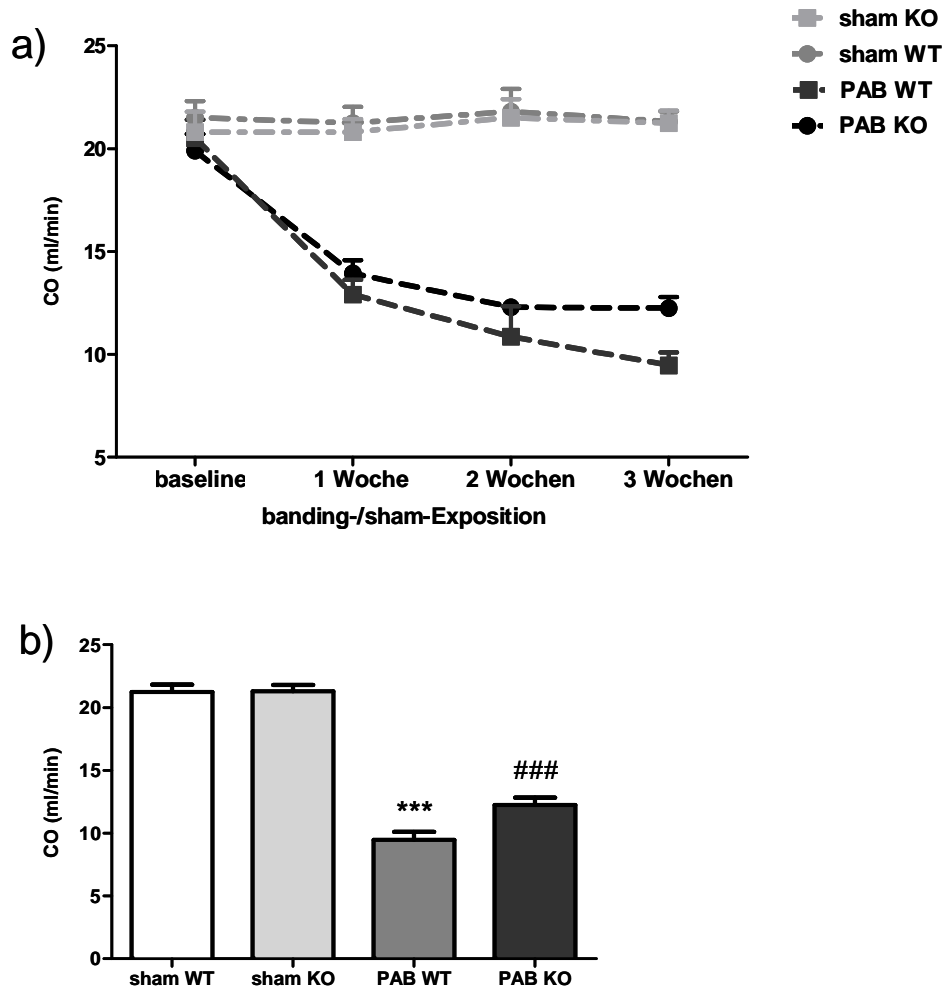 a)
sham KO
sham WT
PAB WT
PAB KO
25
20
15
10
5
CO (ml/min)
baseline 1 Woche 2 Wochen 3 Wochen
banding-/sham-Exposition
b)
25
20
15
10
5
0
CO (ml/min)
***
###
sham WT sham KO PAB WT PAB KO